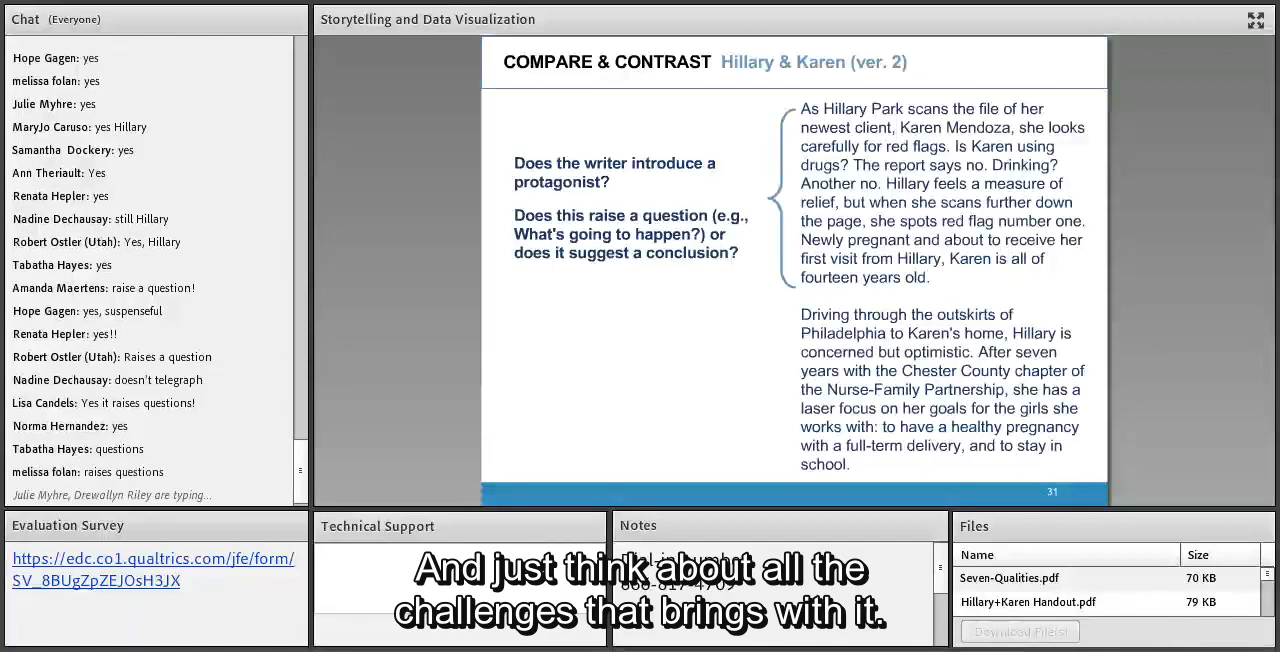 Chat (Everyone)
Hope Gagen: yes
melissa folan: yes
Julie Myhre: yes
MaryJo Caruso: yes Hillary
Samantha Dockery: yes
Ann Theriault: Yes
Renata Hepler: yes
Nadine Dechausay: still Hillary
Robert Ostler (Utah): Yes, Hillary
Tabatha Hayes: yes
Amanda Maertens: raise a question!
Hope Gagen: yes, suspenseful
Renata Hepler: yes!!
Robert Ostler (Utah): Raises a question
Nadine Dechausay: doesn't telegraph
Lisa Candels: Yes it raises questions!
Norma Hernandez: yes
Tabatha Hayes: questions
melissa folan: raises questions
Julie Myhre, Drewallyn Riley are typing...
Storytelling and Data Visualization
COMPARE & CONTRAST Hillary & Karen (ver. 2)
Does the writer introduce a
protagonist?
Does this raise a question (e.g.,
What's going to happen?) or
does it suggest a conclusion?
As Hillary Park scans the file of her
newest client, Karen Mendoza, she looks
carefully for red flags. Is Karen using
drugs? The report says no. Drinking?
Another no. Hillary feels a measure of
relief, but when she scans further down
the page, she spots red flag number one.
Newly pregnant and about to receive her
first visit from Hillary, Karen is all of
fourteen years old.
Driving through the outskirts of
Philadelphia to Karen's home, Hillary is
concerned but optimistic. After seven
years with the Chester County chapter of
the Nurse-Family Partnership, she has a
laser focus on her goals for the girls she
works with: to have a healthy pregnancy
with a full-term delivery, and to stay in
school.
31
Evaluation Survey
https://edc.co1.qualtrics.com/jfe/form/
SV_8BUgZpZEJOsH3JX
Technical Support
Notes
Files
Name Size
Seven-Qualities.pdf 70 KB
Hillary+Karen Handout.pdf 79 KB
Download File(s)
And just think about all the
challenges that brings with it.